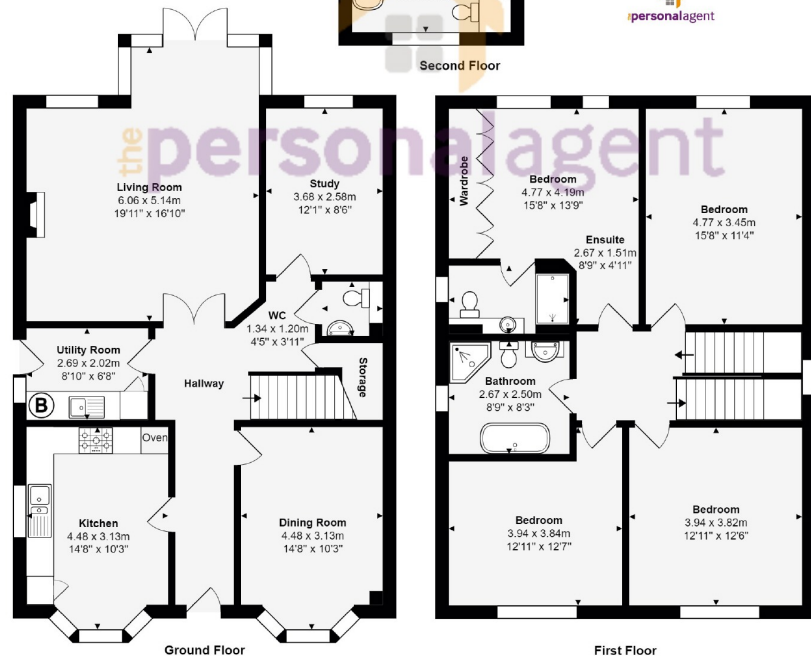 thepersonalagent
Second Floor
the personalagent
Living Room
6.06 x 5.14m
19'11" x 16'10"
Study
3.68 x 2.58m
12'1" x 8'6"
WC
1.34 x 1.20m
4'5" x 3'11"
Utility Room
2.69 x 2.02m
8'10" x 6'8"
Hallway
Storage
B
Oven
Kitchen
4.48 x 3.13m
14'8" x 10'3"
Dining Room
4.48 x 3.13m
14'8" x 10'3"
Ground Floor
Wardrobe
Bedroom
4.77 x 4.19m
15'8" x 13'9"
Ensuite
2.67 x 1.51m
8'9" x 4'11"
Bedroom
4.77 x 3.45m
15'8" x 11'4"
Bathroom
2.67 x 2.50m
8'9" x 8'3"
Bedroom
3.94 x 3.84m
12'11" x 12'7"
Bedroom
3.94 x 3.82m
12'11" x 12'6"
First Floor